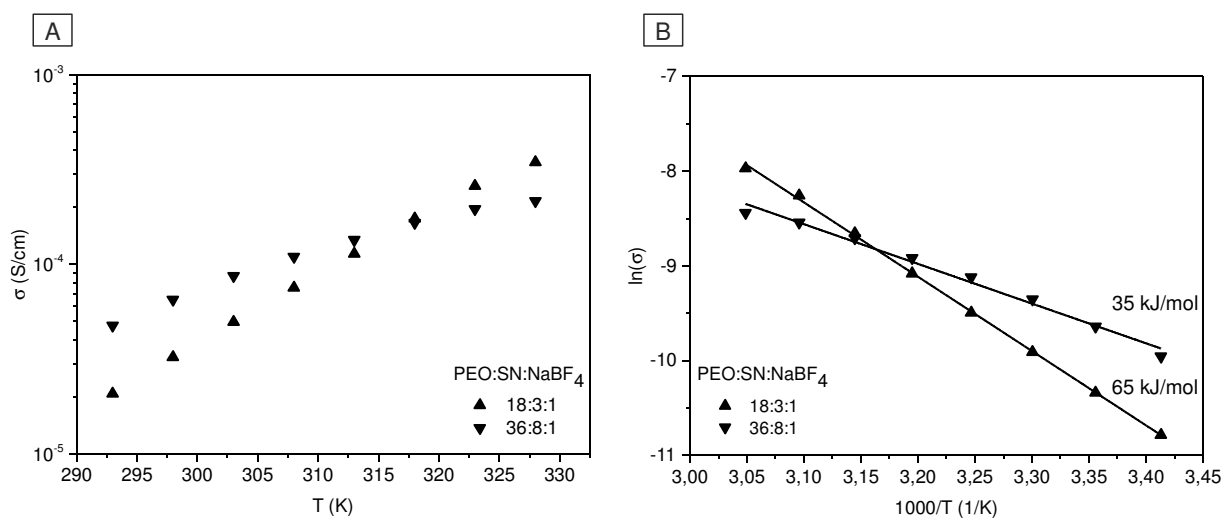 A
10⁻³
10⁻⁴
10⁻⁵
σ (S/cm)
290 295 300 305 310 315 320 325 330
T (K)
PEO:SN:NaBF₄
18:3:1
36:8:1
B
-7
-8
-9
-10
-11
ln(σ)
3,00 3,05 3,10 3,15 3,20 3,25 3,30 3,35 3,40 3,45
1000/T (1/K)
35 kJ/mol
65 kJ/mol
PEO:SN:NaBF₄
18:3:1
36:8:1